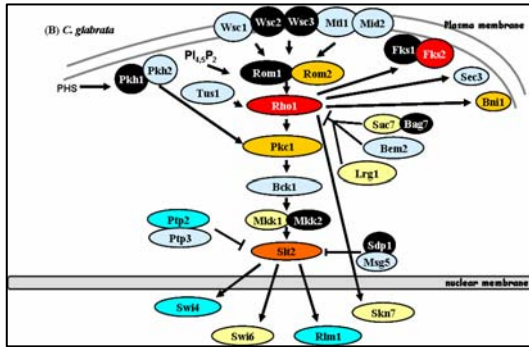 (B) C. glabrata
Wsc1 Wsc2 Wsc3 Mtl1 Mid2
Plasma membrane
PI4,5P2
Fks1 Fks2
Pkh1 Pkh2
Rom1 Rom2
Sec3
PHS
Tus1
Rho1
Bni1
Sac7 Bag7
Pkc1
Bem2
Lrg1
Bck1
Mkk1 Mkk2
Ptp2
Ptp3
Slt2
Sdp1
Msg5
nuclear membrane
Swi4
Skn7
Swi6
Rlm1